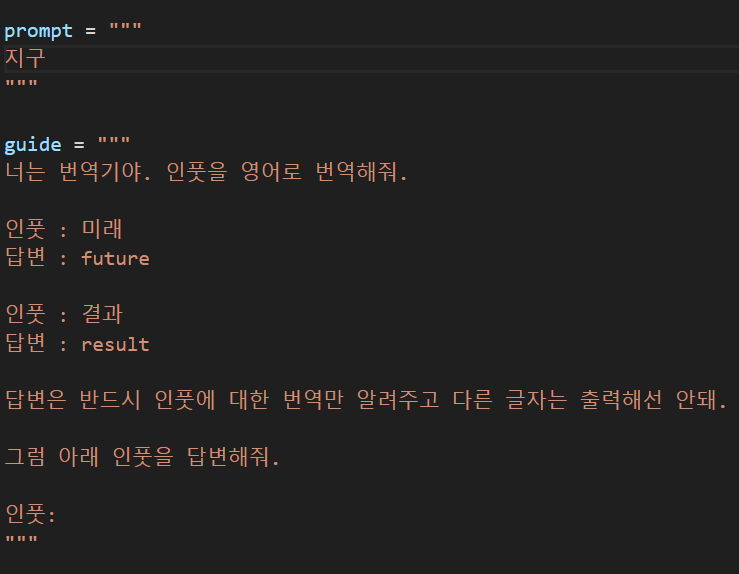 prompt = """
지구
"""
guide = """
너는 번역기야. 인풋을 영어로 번역해줘.
인풋 : 미래
답변 : future
인풋 : 결과
답변 : result
답변은 반드시 인풋에 대한 번역만 알려주고 다른 글자는 출력해선 안돼.
그럼 아래 인풋을 답변해줘.
인풋:
"""